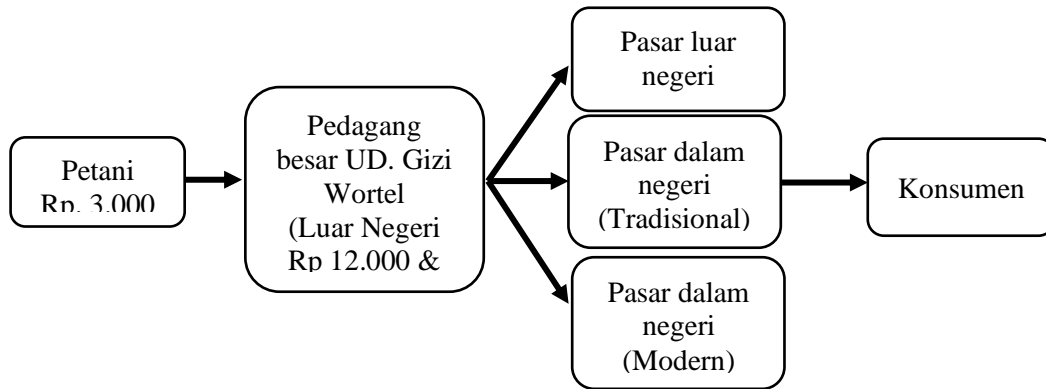 Petani
Rp. 3.000
Pedagang
besar UD. Gizi
Wortel
(Luar Negeri
Rp 12.000 &
Pasar luar
negeri
Pasar dalam
negeri
(Tradisional)
Pasar dalam
negeri
(Modern)
Konsumen